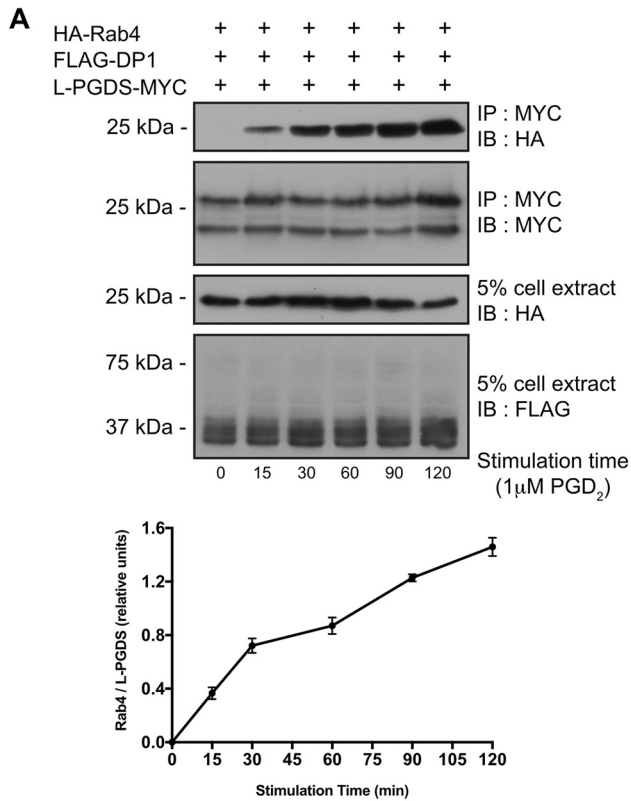 A
HA-Rab4 + + + + + +
FLAG-DP1 + + + + + +
L-PGDS-MYC + + + + + +
25 kDa - IP : MYC
IB : HA
25 kDa - IP : MYC
IB : MYC
25 kDa - 5% cell extract
IB : HA
75 kDa -
5% cell extract
IB : FLAG
37 kDa -
0 15 30 60 90 120 Stimulation time
(1µM PGD₂)
Rab4 / L-PGDS (relative units)
1.6
1.2
0.8
0.4
0.0
0 15 30 45 60 75 90 105 120
Stimulation Time (min)